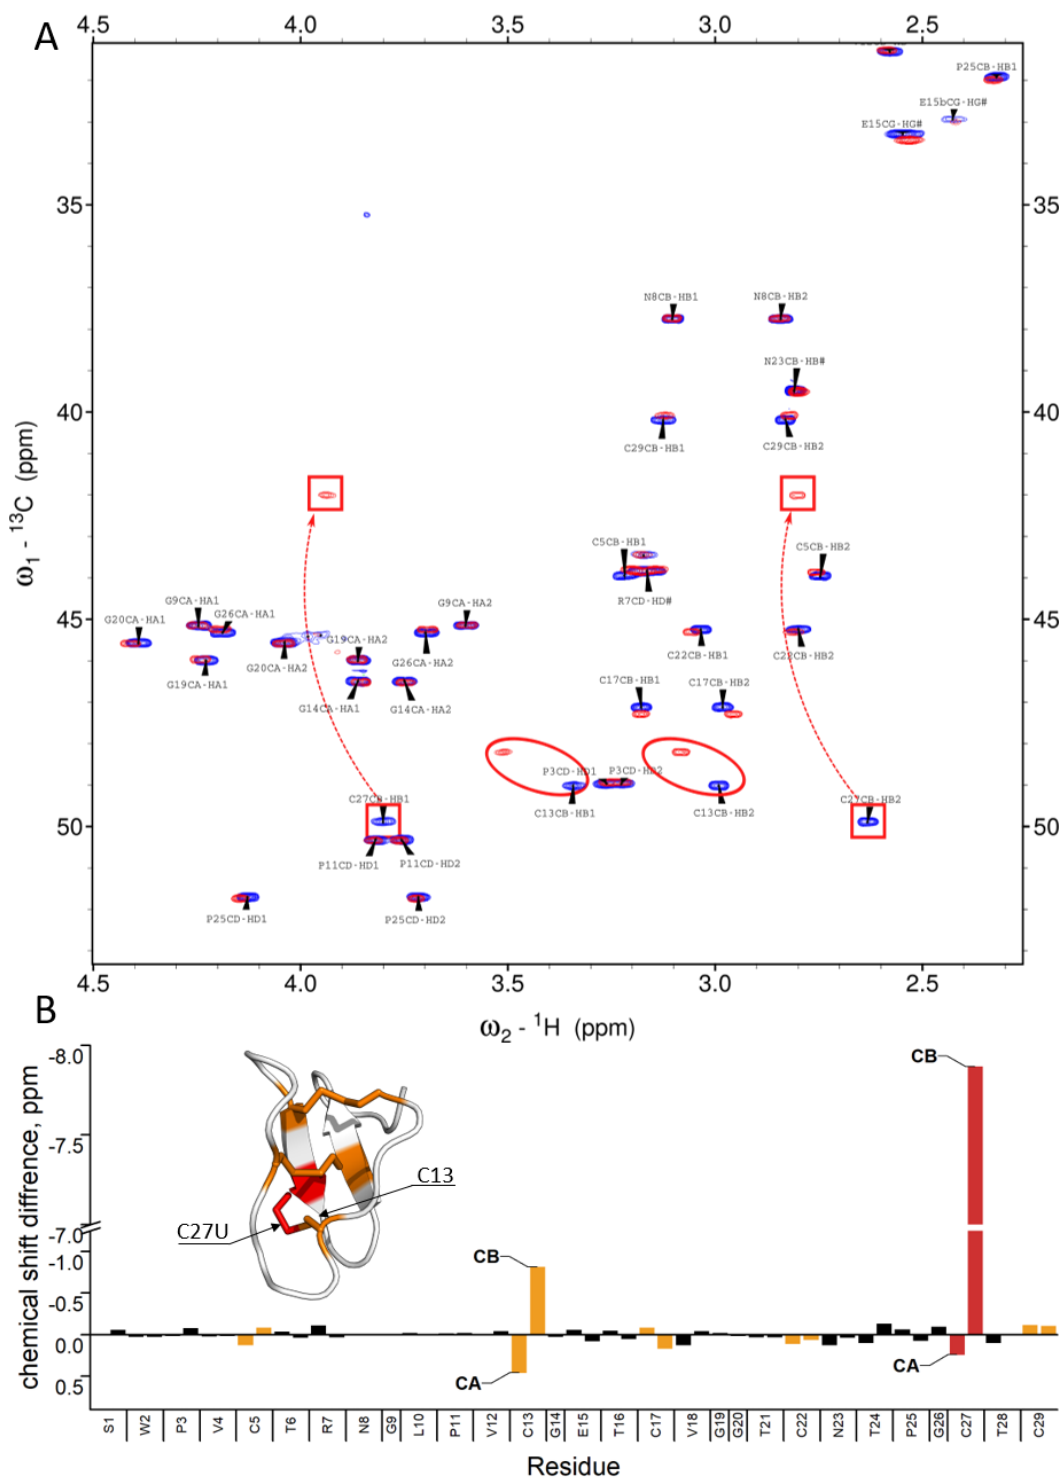 A
4.5 4.0 3.5 3.0 2.5
P25CB-HB1
E15bCG-HG#
E15CG-HG#
35 35
N8CB-HB1 N8CB-HB2
N23CB-HB#
40 40
C29CB-HB1 C29CB-HB2
ω1 - 13C (ppm)
C5CB-HB1 C5CB-HB2
R7CD-HD#
45 45
G9CA-HA1 G9CA-HA2
G20CA-HA1 G26CA-HA1
G19CA-HA2
G20CA-HA2 G26CA-HA2
C22CB-HB1 C22CB-HB2
G19CA-HA1
C17CB-HB1 C17CB-HB2
G14CA-HA1 G14CA-HA2
P3CD-HD1 P3CD-HD2
C27CB-HB1 C27CB-HB2
C13CB-HB1 C13CB-HB2
50 50
P11CD-HD1 P11CD-HD2
P25CD-HD1 P25CD-HD2
4.5 4.0 3.5 3.0 2.5
ω2 - 1H (ppm)
B
chemical shift diffrence, ppm
-8.0
-7.5
-7.0
-1.0
-0.5
0.0
0.5
C13
C27U
CB
CA
CB
CA
S1 W2 P3 V4 C5 T6 R7 N8 G9 L10 P11 V12 C13 G14 E15 T16 C17 V18 G19 G20 T21 C22 N23 T24 P25 G26 C27 T28 C29
Residue